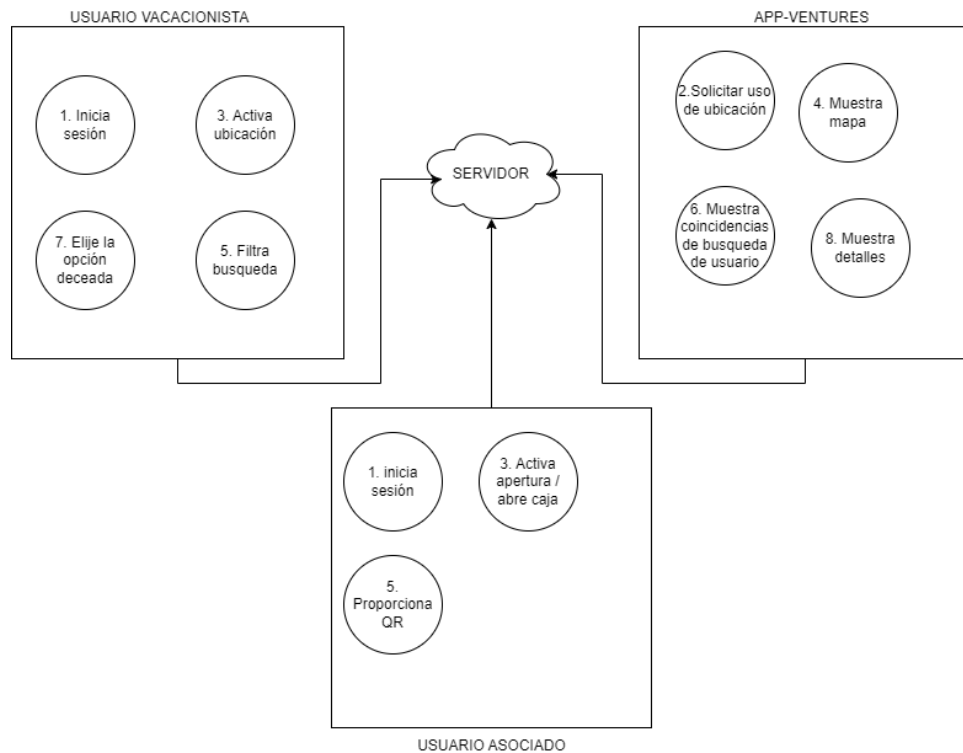 USUARIO VACACIONISTA
1. Inicia
sesión
3. Activa
ubicación
7. Elije la
opción
deceada
5. Filtra
busqueda
APP-VENTURES
2.Solicitar uso
de ubicación
4. Muestra
mapa
6. Muestra
coincidencias
de busqueda
de usuario
8. Muestra
detalles
SERVIDOR
1. inicia
sesión
3. Activa
apertura /
abre caja
5.
Proporciona
QR
USUARIO ASOCIADO